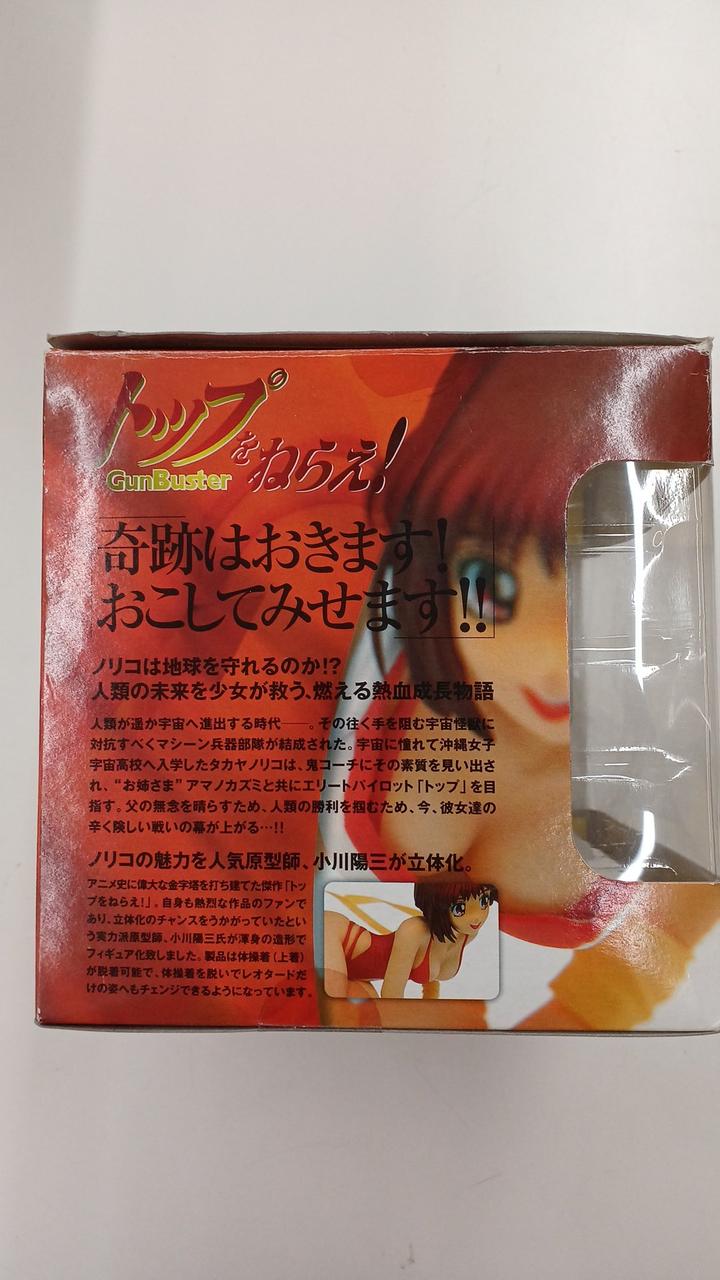 トップをねらえ!
GunBuster
奇跡はおきます!
おこしてみせます!!
ノリコは地球を守れるのか!?
人類の未来を少女が救う、燃える熱血成長物語
人類が遥か宇宙へ進出する時代――。その往く手を阻む宇宙怪獣に
対抗すべくマシーン兵器部隊が結成された。宇宙に憧れて沖縄女子
宇宙高校へ入学したタカヤノリコは、鬼コーチにその素質を見い出さ
れ、“お姉さま”アマノカズミと共にエリートパイロット「トップ」を目
指す。父の無念を晴らすため、人類の勝利を掴むため、今、彼女達の
辛く険しい戦いの幕が上がる…!!
ノリコの魅力を人気原型師、小川陽三が立体化。
アニメ史に偉大な金字塔を打ち建てた傑作「トッ
プをねらえ!」。自身も熱烈な作品のファンで
あり、立体化のチャンスをうかがっていたとい
う実力派原型師、小川陽三氏が渾身の造形で
フィギュア化致しました。製品は体操着(上着)
が脱着可能で、体操着を脱いでレオタードだ
けの姿へもチェンジできるようになっています。